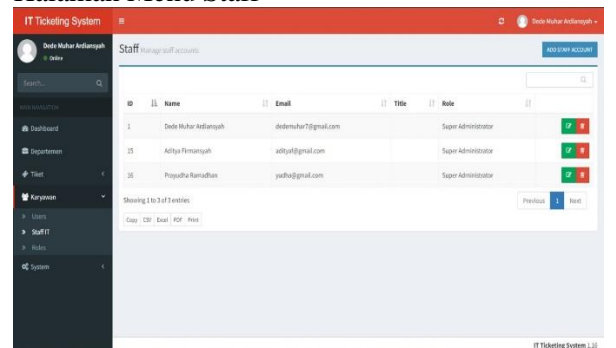 Halaman Menu Staff
IT Ticketing System
Dede Muhar Ardiansyah
Dede Muhar Ardiansyah
Online
Staff Manage staff accounts
ADD STAFF ACCOUNT
Search...
MAIN NAVIGATION
ID Name Email Title Role
Dashboard
1 Dede Muhar Ardiansyah dedemuhar7@gmail.com Super Administrator
Departemen
15 Aditya Firmansyah adityaf@gmail.com Super Administrator
Tiket
16 Prayudha Ramadhan yudha@gmail.com Super Administrator
Karyawan
Showing 1 to 3 of 3 entries
Previous 1 Next
Users
Copy CSV Excel PDF Print
Staff IT
Roles
System
IT Ticketing System